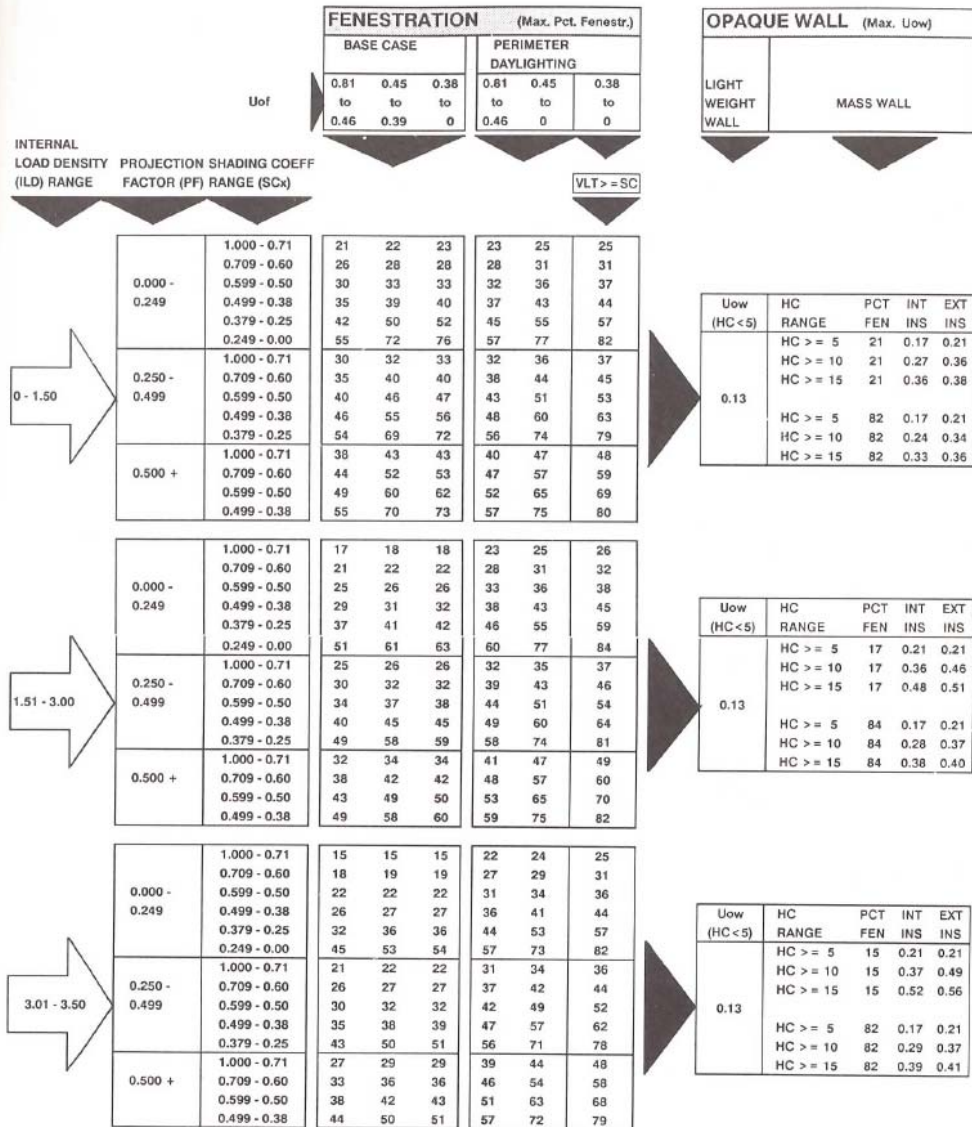 FENESTRATION (Max. Pct. Fenestr.)
OPAQUE WALL (Max. Uow)
BASE CASE
PERIMETER
DAYLIGHTING
Uof
0.81 0.45 0.38 0.81 0.45 0.38
to to to to to to
0.46 0.39 0 0.46 0 0
LIGHT
WEIGHT
WALL
MASS WALL
INTERNAL
LOAD DENSITY PROJECTION SHADING COEFF
(ILD) RANGE FACTOR (PF) RANGE (SCx)
VLT> = SC
0 - 1.50
0.000 -
0.249
1.000 - 0.71 21 22 23 23 25 25
0.709 - 0.60 26 28 28 28 31 31
0.599 - 0.50 30 33 33 32 36 37
0.499 - 0.38 35 39 40 37 43 44
0.379 - 0.25 42 50 52 45 55 57
0.249 - 0.00 55 72 76 57 77 82
0.250 -
0.499
1.000 - 0.71 30 32 33 32 36 37
0.709 - 0.60 35 40 40 38 44 45
0.599 - 0.50 40 46 47 43 51 53
0.499 - 0.38 46 55 56 48 60 63
0.379 - 0.25 54 69 72 56 74 79
0.500 +
1.000 - 0.71 38 43 43 40 47 48
0.709 - 0.60 44 52 53 47 57 59
0.599 - 0.50 49 60 62 52 65 69
0.499 - 0.38 55 70 73 57 75 80
Uow HC PCT INT EXT
(HC<5) RANGE FEN INS INS
0.13
HC > = 5 21 0.17 0.21
HC > = 10 21 0.27 0.36
HC > = 15 21 0.36 0.38
HC > = 5 82 0.17 0.21
HC > = 10 82 0.24 0.34
HC > = 15 82 0.33 0.36
1.51 - 3.00
0.000 -
0.249
1.000 - 0.71 17 18 18 23 25 26
0.709 - 0.60 21 22 22 28 31 32
0.599 - 0.50 25 26 26 33 36 38
0.499 - 0.38 29 31 32 38 43 45
0.379 - 0.25 37 41 42 46 55 59
0.249 - 0.00 51 61 63 60 77 84
0.250 -
0.499
1.000 - 0.71 25 26 26 32 35 37
0.709 - 0.60 30 32 32 39 43 46
0.599 - 0.50 34 37 38 44 51 54
0.499 - 0.38 40 45 45 49 60 64
0.379 - 0.25 49 58 59 58 74 81
0.500 +
1.000 - 0.71 32 34 34 41 47 49
0.709 - 0.60 38 42 42 48 57 60
0.599 - 0.50 43 49 50 53 65 70
0.499 - 0.38 49 58 60 59 75 82
Uow HC PCT INT EXT
(HC<5) RANGE FEN INS INS
0.13
HC > = 5 17 0.21 0.21
HC > = 10 17 0.36 0.46
HC > = 15 17 0.48 0.51
HC > = 5 84 0.17 0.21
HC > = 10 84 0.28 0.37
HC > = 15 84 0.38 0.40
3.01 - 3.50
0.000 -
0.249
1.000 - 0.71 15 15 15 22 24 25
0.709 - 0.60 18 19 19 27 29 31
0.599 - 0.50 22 22 22 31 34 36
0.499 - 0.38 26 27 27 36 41 44
0.379 - 0.25 32 36 36 44 53 57
0.249 - 0.00 45 53 54 57 73 82
0.250 -
0.499
1.000 - 0.71 21 22 22 31 34 36
0.709 - 0.60 26 27 27 37 42 44
0.599 - 0.50 30 32 32 42 49 52
0.499 - 0.38 35 38 39 47 57 62
0.379 - 0.25 43 50 51 56 71 78
0.500 +
1.000 - 0.71 27 29 29 39 44 48
0.709 - 0.60 33 36 36 46 54 58
0.599 - 0.50 38 42 43 51 63 68
0.499 - 0.38 44 50 51 57 72 79
Uow HC PCT INT EXT
(HC<5) RANGE FEN INS INS
0.13
HC > = 5 15 0.21 0.21
HC > = 10 15 0.37 0.49
HC > = 15 15 0.52 0.56
HC > = 5 82 0.17 0.21
HC > = 10 82 0.29 0.37
HC > = 15 82 0.39 0.41